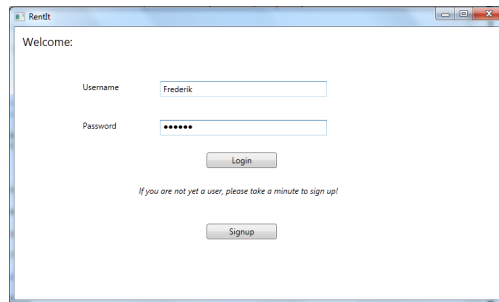 RentIt
Welcome:
Username Frederik
Password ●●●●●●
Login
If you are not yet a user, please take a minute to sign up!
Signup